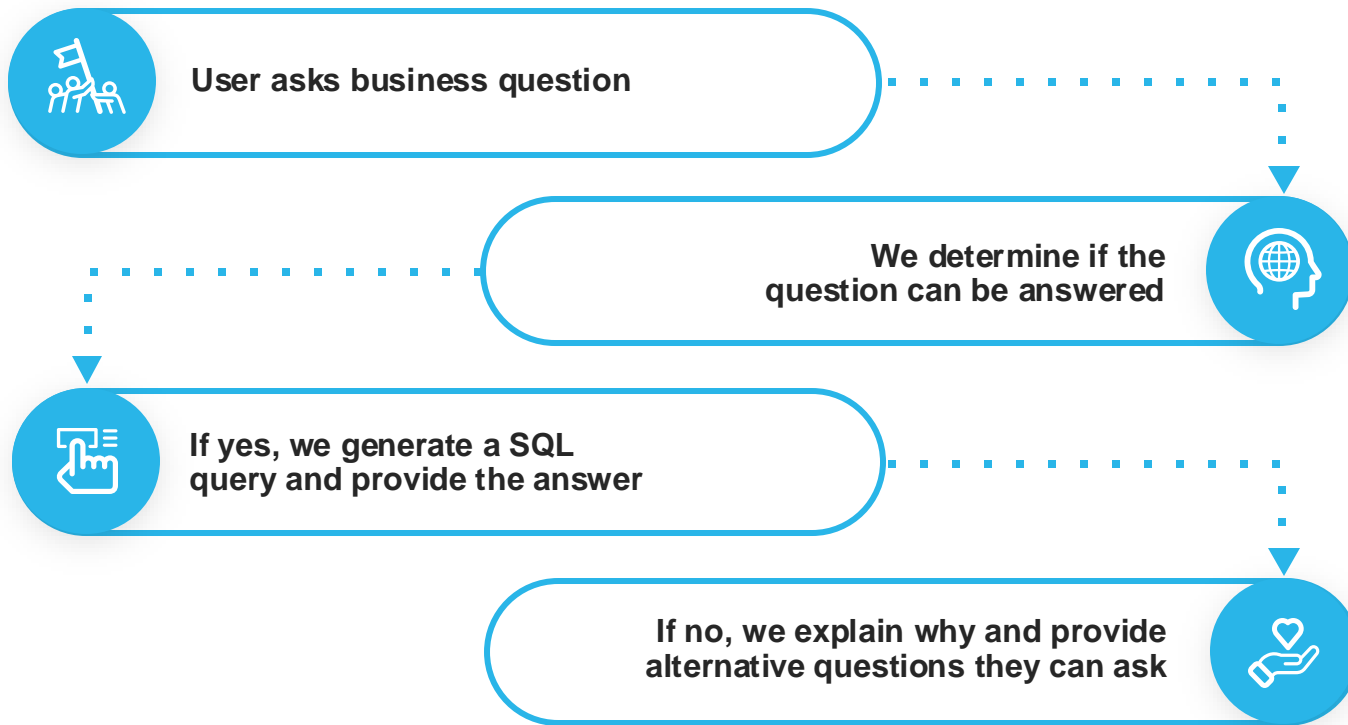 User asks business question
We determine if the
question can be answered
If yes, we generate a SQL
query and provide the answer
If no, we explain why and provide
alternative questions they can ask